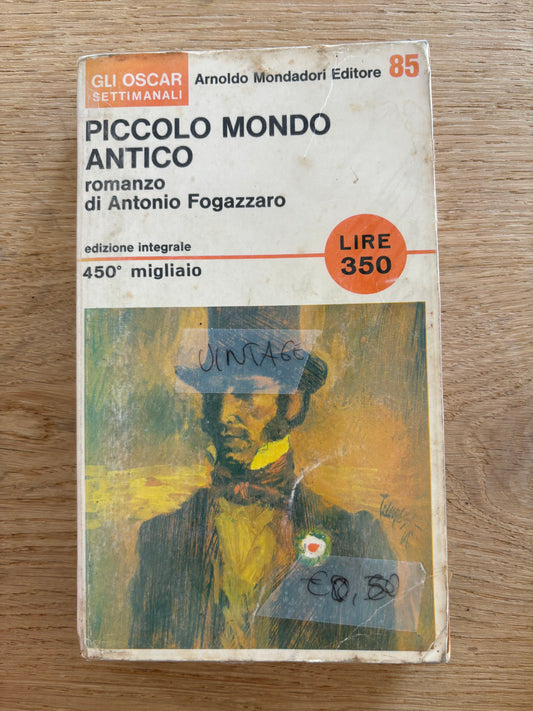 GLI OSCAR
SETTIMANALI
Arnoldo Mondadori Editore 85
PICCOLO MONDO
ANTICO
romanzo
di Antonio Fogazzaro
edizione integrale
450° migliaio
LIRE
350
VINTAGE
€0,50